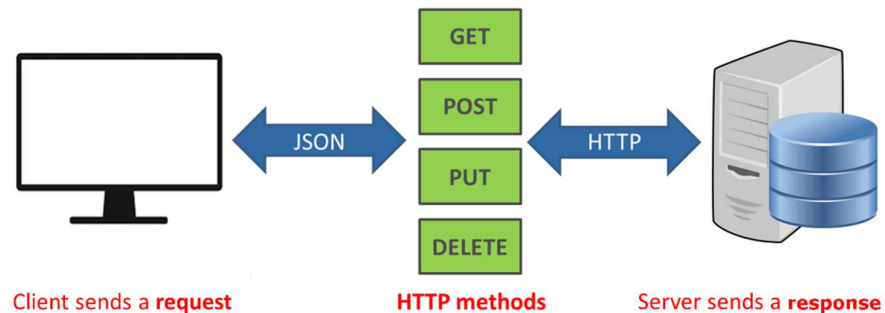 GET
POST
JSON
HTTP
PUT
DELETE
Client sends a request
HTTP methods
Server sends a response